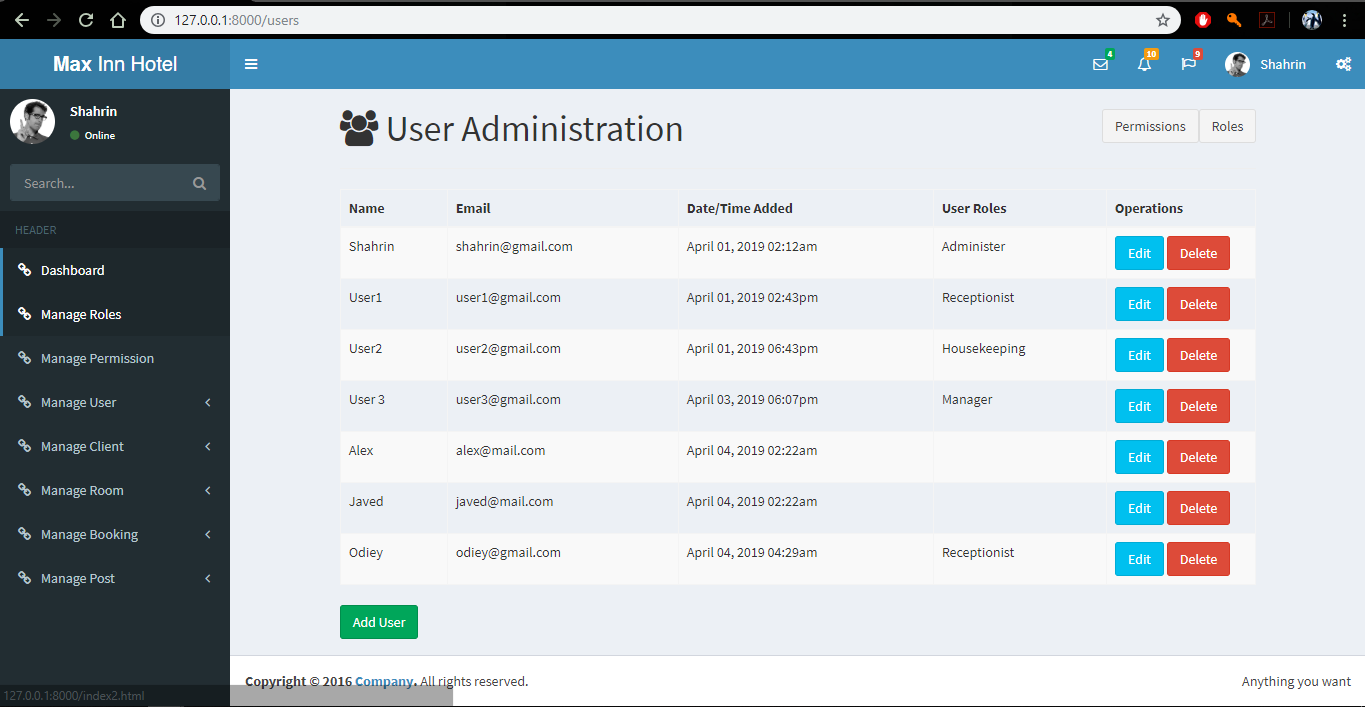 127.0.0.1:8000/users
Max Inn Hotel
4
10
9
Shahrin
Shahrin
Online
Search...
HEADER
Dashboard
Manage Roles
Manage Permission
Manage User
Manage Client
Manage Room
Manage Booking
Manage Post
User Administration
Permissions Roles
Name Email Date/Time Added User Roles Operations
Shahrin shahrin@gmail.com April 01, 2019 02:12am Administer Edit Delete
User1 user1@gmail.com April 01, 2019 02:43pm Receptionist Edit Delete
User2 user2@gmail.com April 01, 2019 06:43pm Housekeeping Edit Delete
User 3 user3@gmail.com April 03, 2019 06:07pm Manager Edit Delete
Alex alex@mail.com April 04, 2019 02:22am Edit Delete
Javed javed@mail.com April 04, 2019 02:22am Edit Delete
Odiey odiey@gmail.com April 04, 2019 04:29am Receptionist Edit Delete
Add User
Copyright © 2016 Company. All rights reserved. Anything you want
127.0.0.1:8000/index2.html